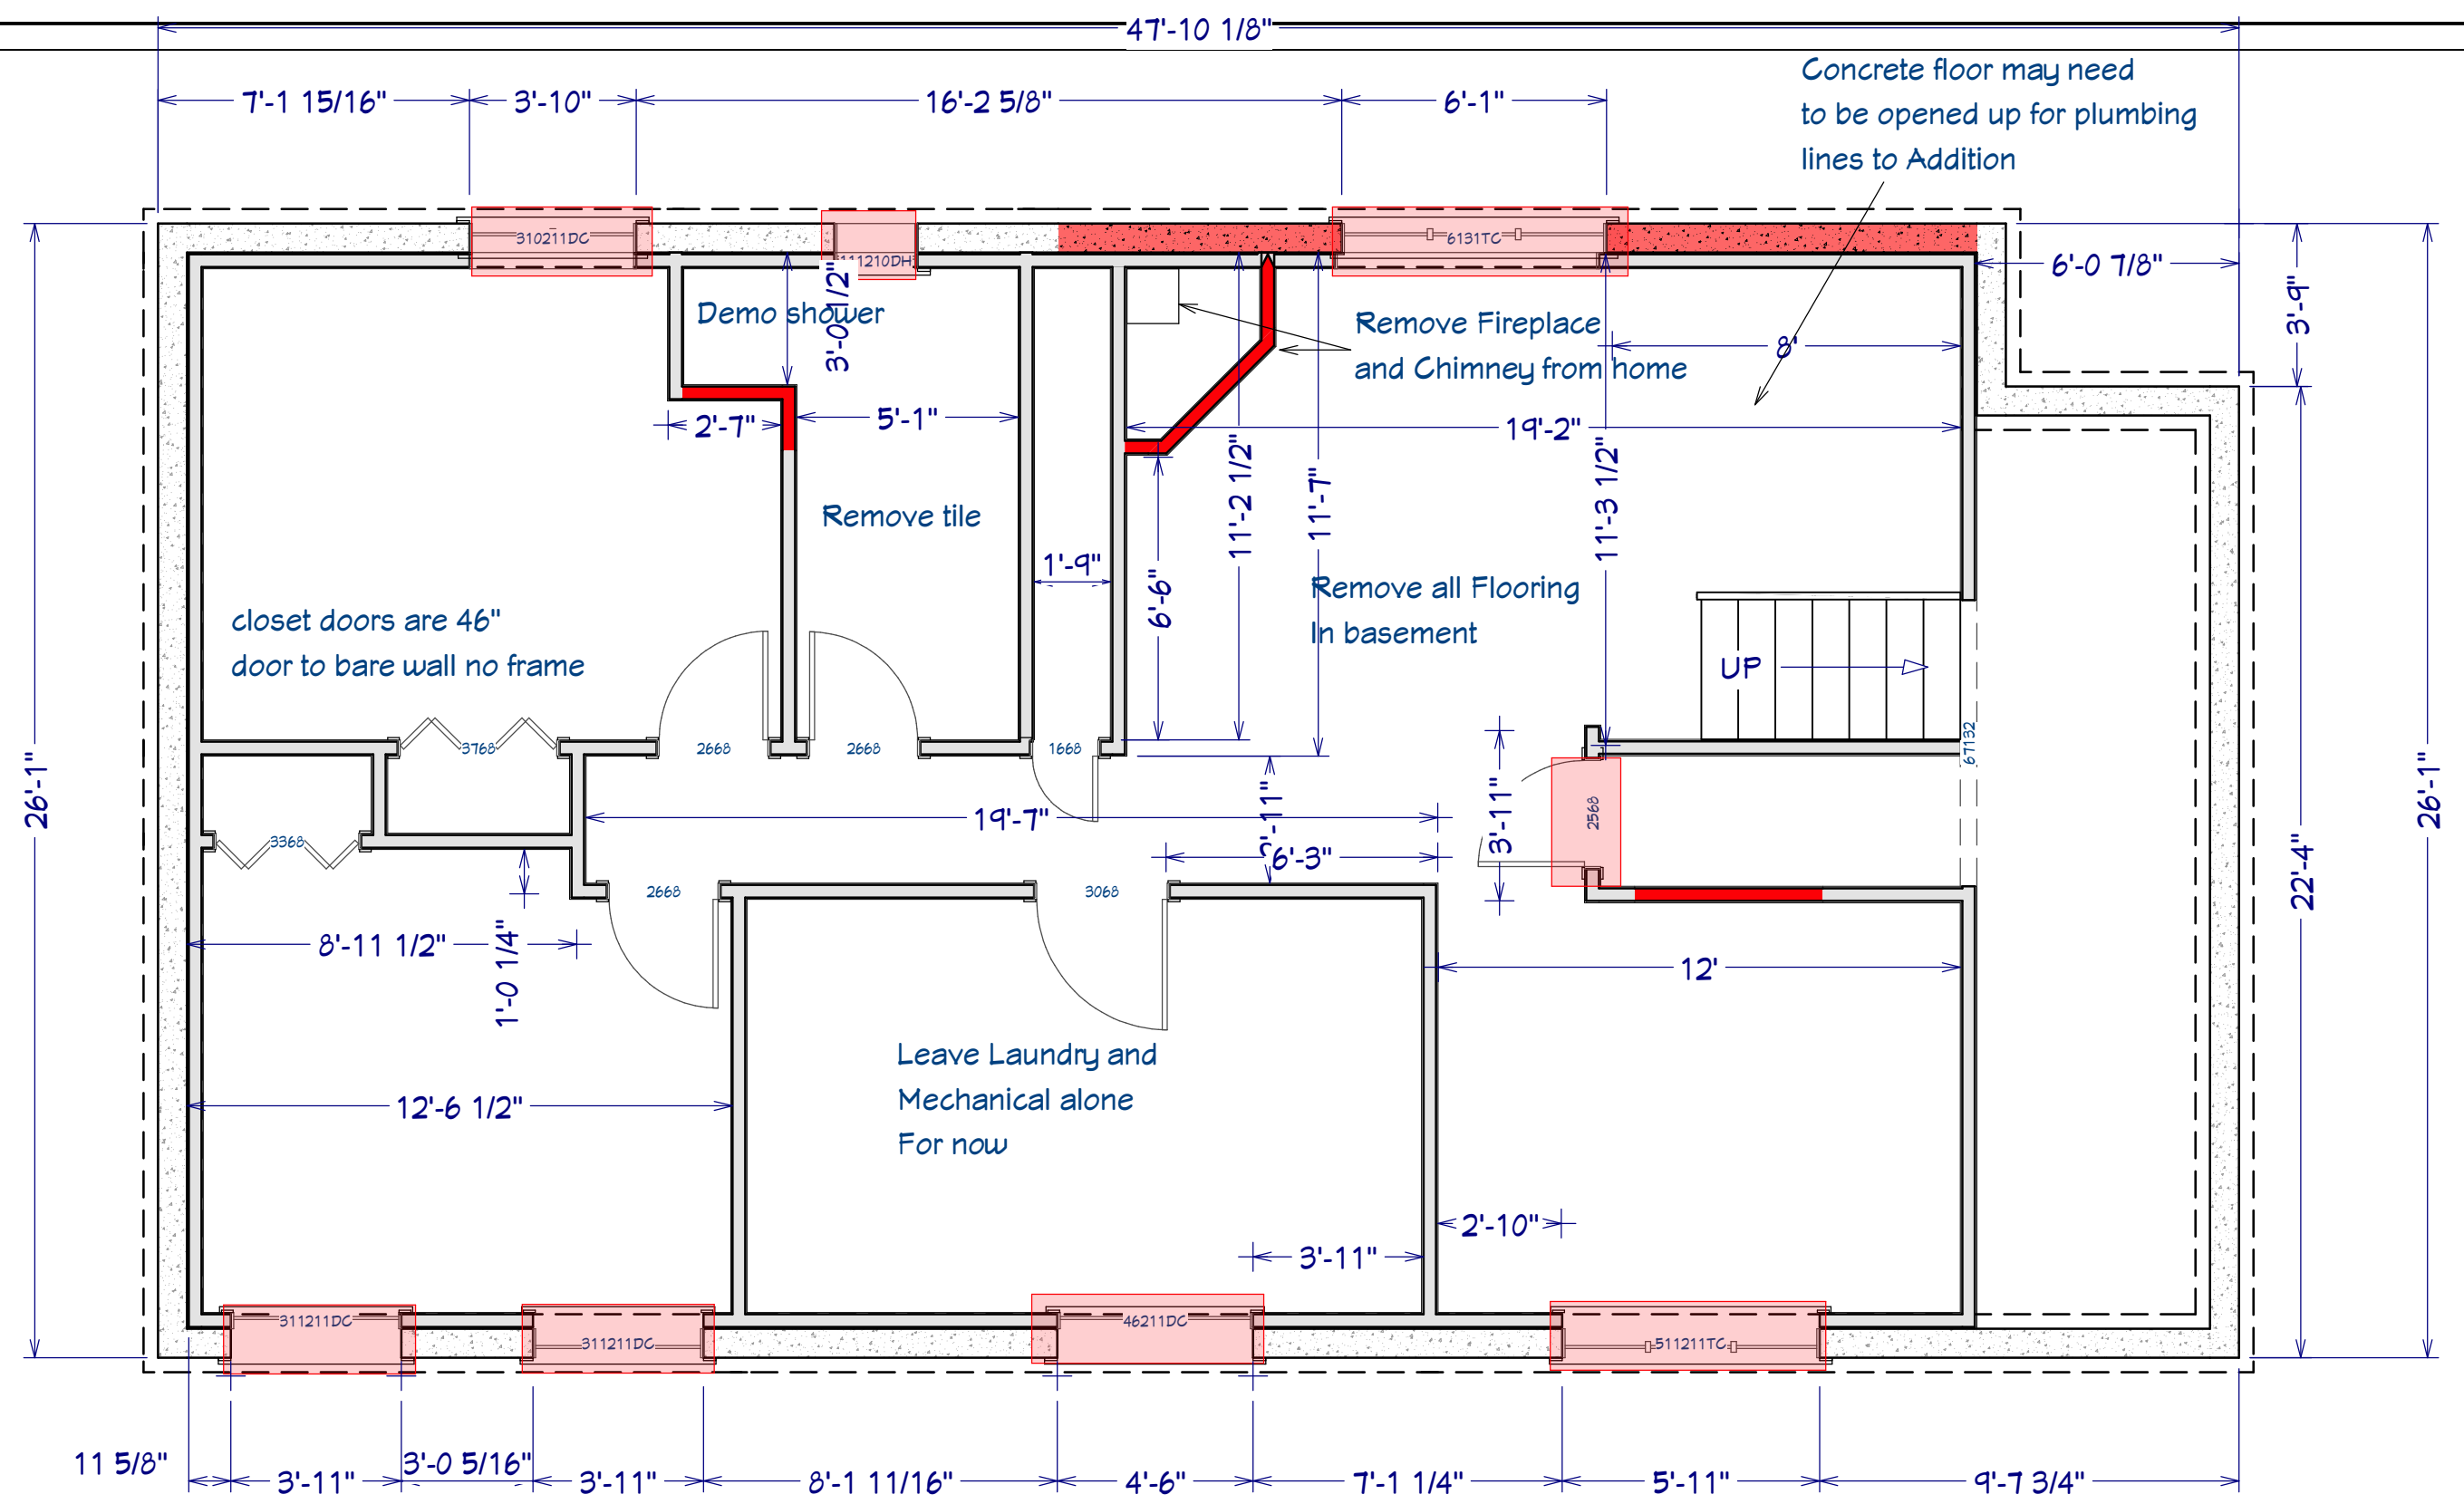 47'-10 1/8"
Concrete floor may need
to be opened up for plumbing
lines to Addition
7'-1 15/16"
3'-10"
16'-2 5/8"
6'-1"
310211DC
111210DH
6131TC
6'-0 7/8"
3'-9"
Demo shower
3'-0 1/2"
Remove Fireplace
and Chimney from home
8'
2'-7"
5'-1"
19'-2"
11'-2 1/2"
11'-7"
11'-3 1/2"
Remove tile
1'-9"
6'-6"
Remove all Flooring
In basement
closet doors are 46"
door to bare wall no frame
UP
3768
2668
2668
1668
67132
26'-1"
26'-1"
22'-4"
3368
19'-7"
-11"
6'-3"
3'-11"
2568
2668
3068
8'-11 1/2"
1'-0 1/4"
12'
Leave Laundry and
Mechanical alone
For now
12'-6 1/2"
2'-10"
3'-11"
311211DC
311211DC
46211DC
511211TC
11 5/8"
3'-11"
3'-0 5/16"
3'-11"
8'-1 11/16"
4'-6"
7'-1 1/4"
5'-11"
9'-7 3/4"